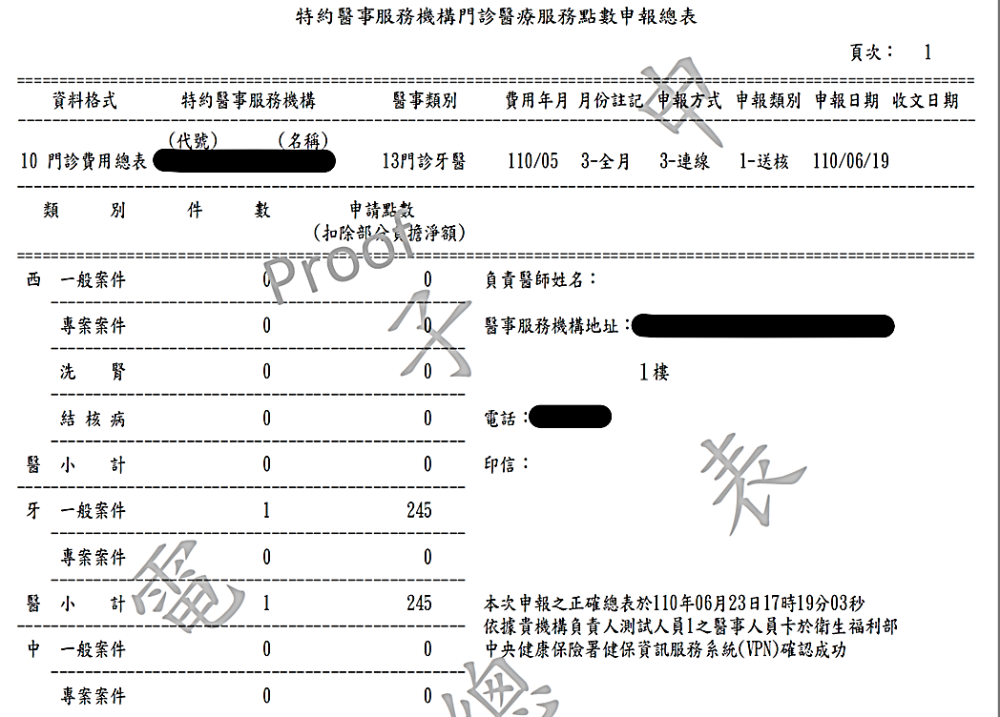 特約醫事服務機構門診醫療服務點數申報總表
頁次： 1
資料格式 特約醫事服務機構 醫事類別 費用年月 月份註記 申報方式 申報類別 申報日期 收文日期
(代號) (名稱)
10 門診費用總表 13門診牙醫 110/05 3-全月 3-連線 1-送核 110/06/19
類 別 件 數 申請點數
(扣除部分負擔淨額)
西 一般案件 0 0 負責醫師姓名：
專案案件 0 0 醫事服務機構地址：
洗 腎 0 0 1樓
結 核 病 0 0 電話：
醫 小 計 0 0 印信：
牙 一般案件 1 245
專案案件 0 0
醫 小 計 1 245 本次申報之正確總表於110年06月23日17時19分03秒
依據貴機構負責人測試人員1之醫事人員卡於衛生福利部
中 一般案件 0 0 中央健康保險署健保資訊服務系統(VPN)確認成功
專案案件 0 0
Proof
電子申
總表